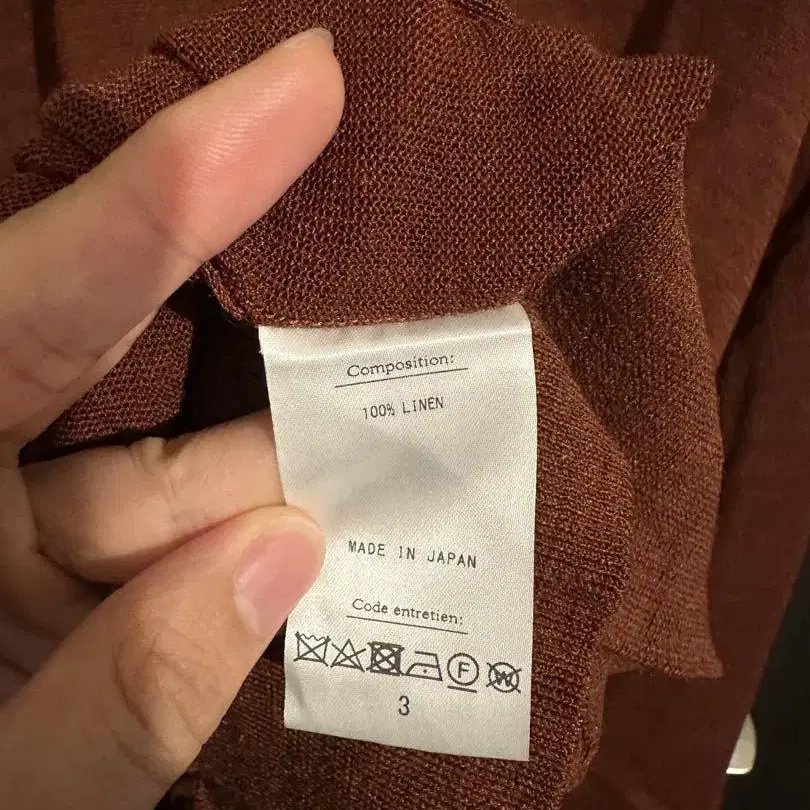 Composition:
100% LINEN
MADE IN JAPAN
Code entretien:
F W
3